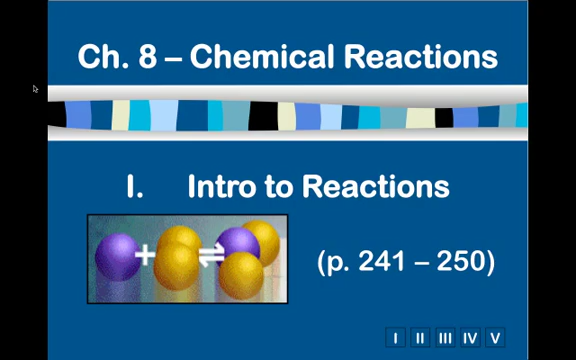 Ch. 8 – Chemical Reactions
I. Intro to Reactions
+ ⇌
(p. 241 – 250)
I II III IV V